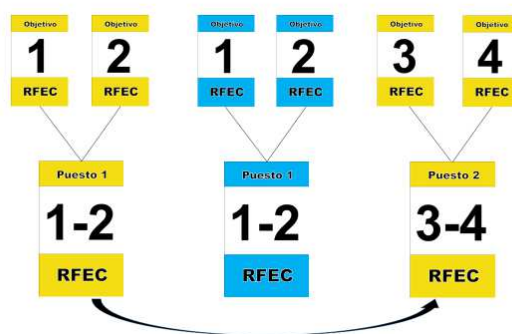 Objetivo Objetivo Objetivo Objetivo Objetivo Objetivo
1 2 1 2 3 4
RFEC RFEC RFEC RFEC RFEC RFEC
Puesto 1 Puesto 1 Puesto 2
1-2 1-2 3-4
RFEC RFEC RFEC